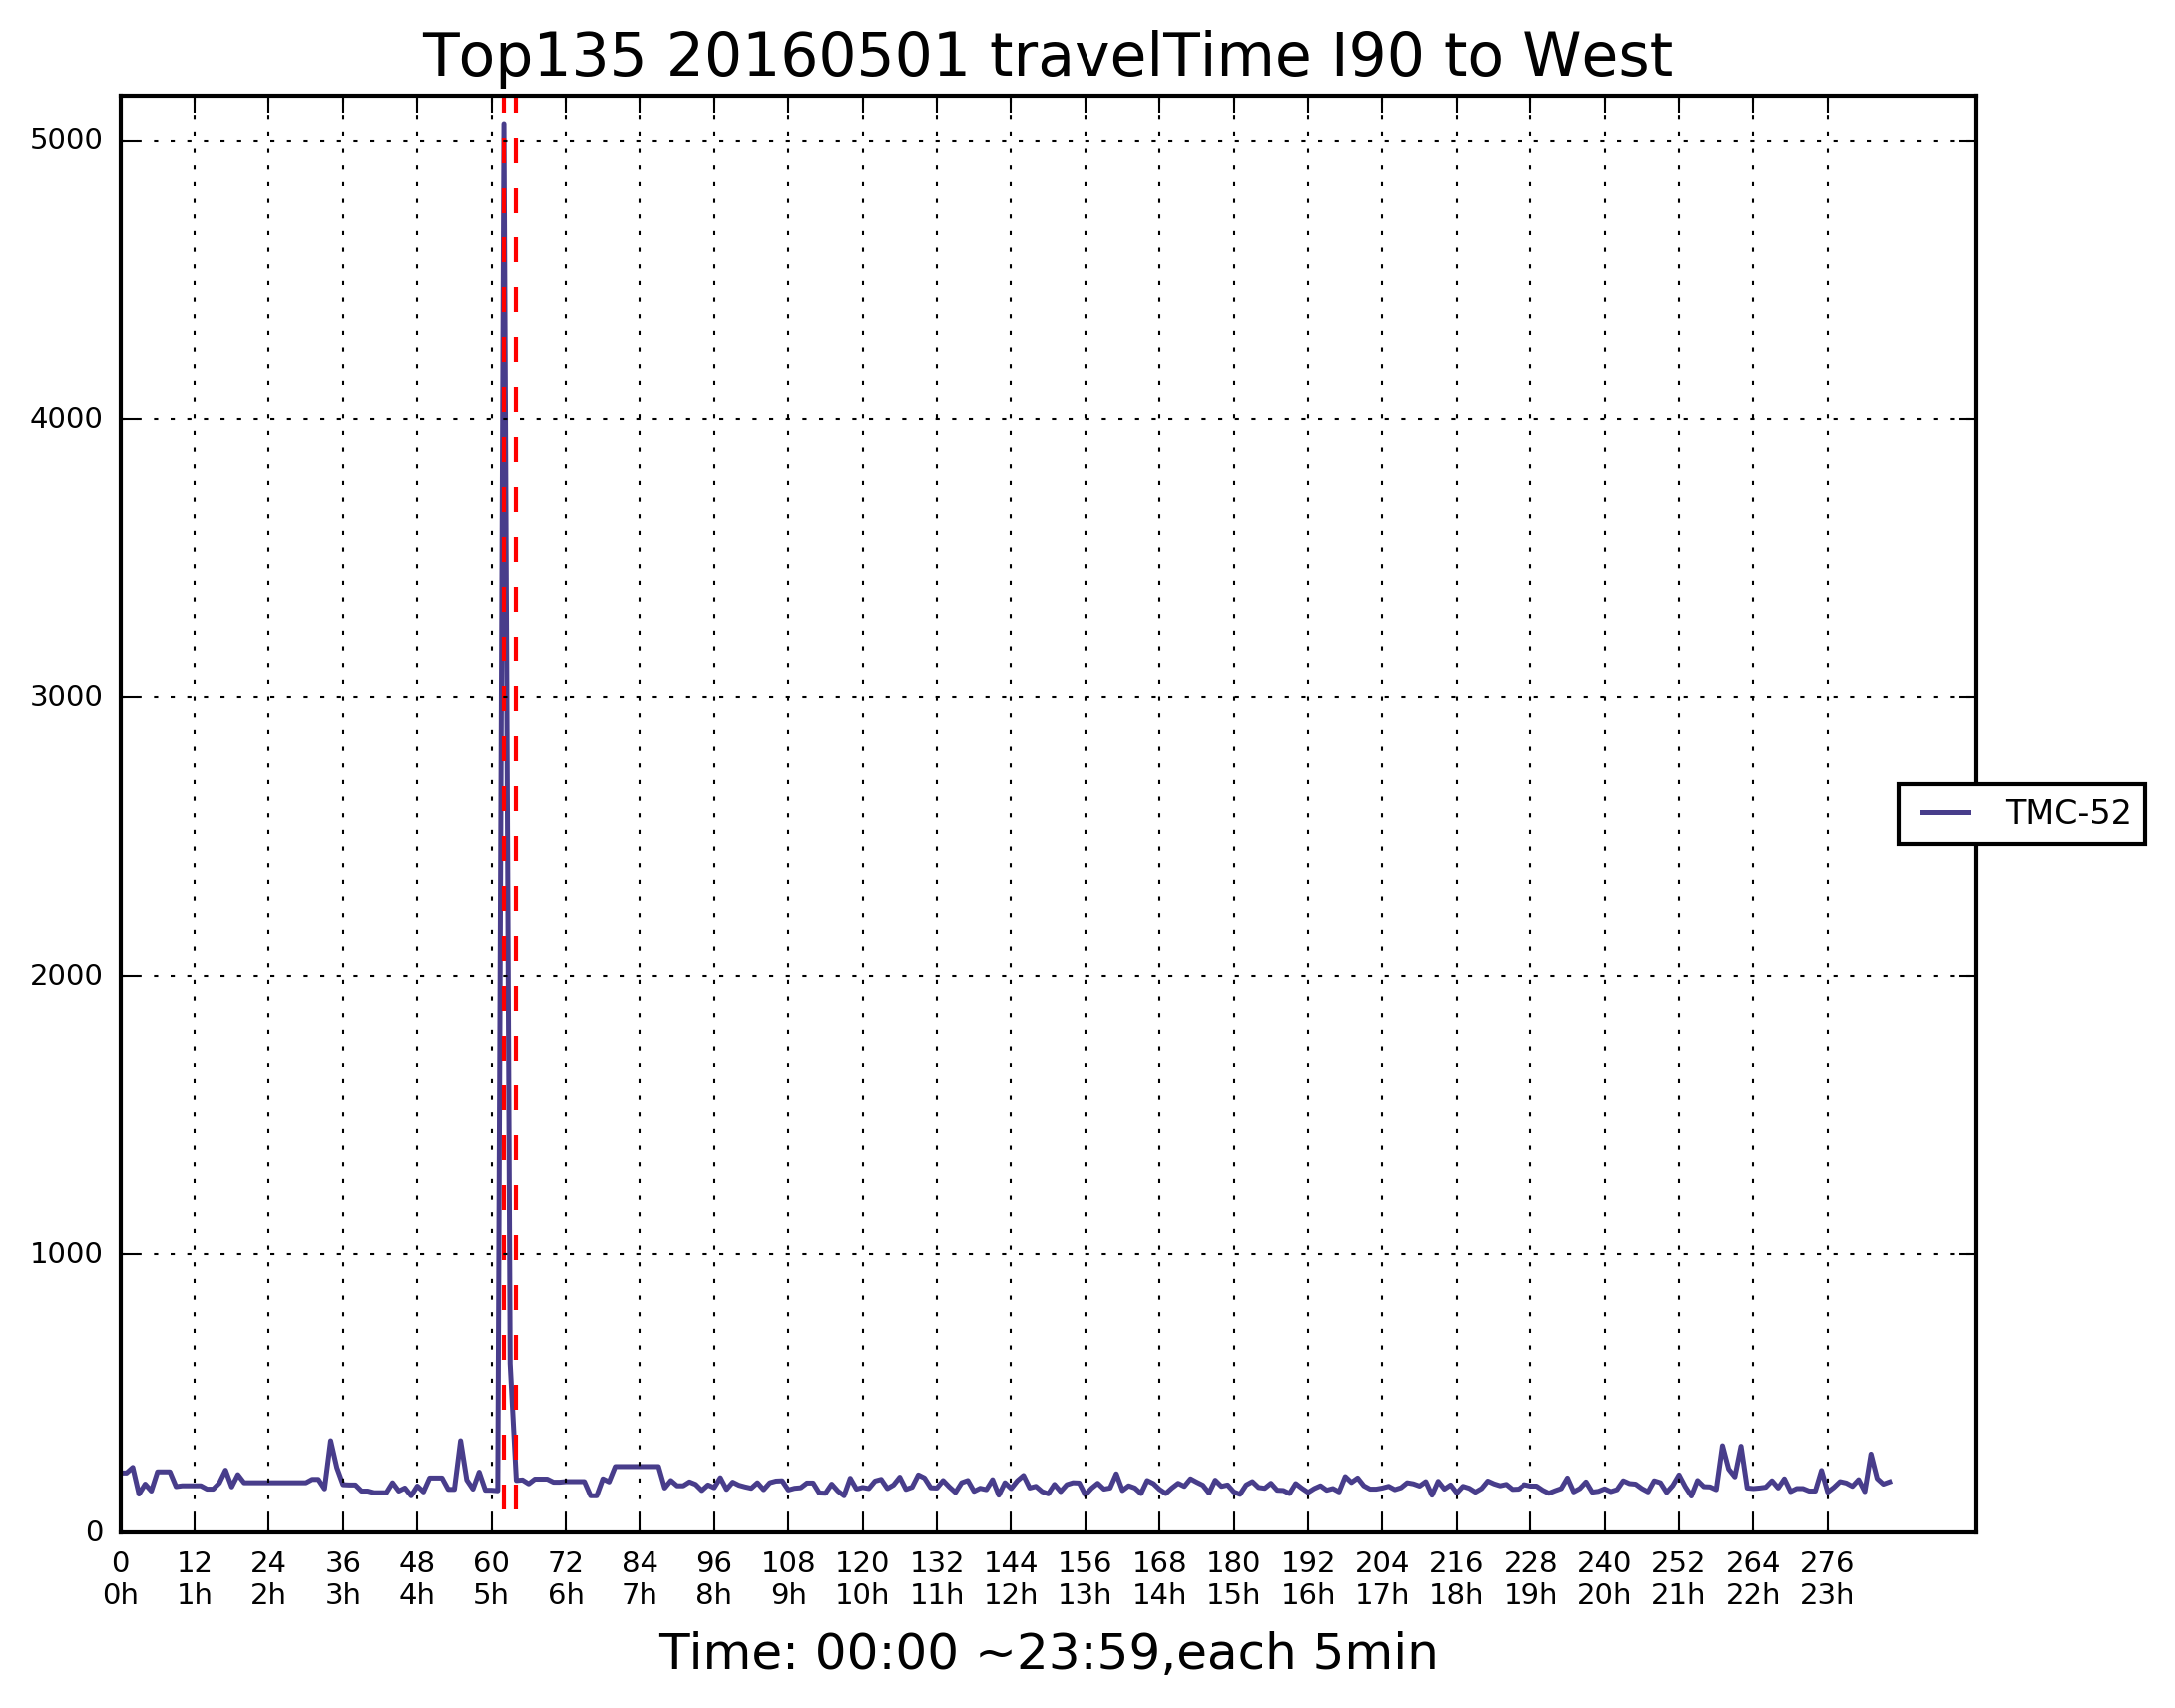 Top135 20160501 travelTime I90 to West
5000
4000
3000
2000
1000
0
TMC-52
0 12 24 36 48 60 72 84 96 108 120 132 144 156 168 180 192 204 216 228 240 252 264 276
0h 1h 2h 3h 4h 5h 6h 7h 8h 9h 10h 11h 12h 13h 14h 15h 16h 17h 18h 19h 20h 21h 22h 23h
Time: 00:00 ~23:59,each 5min